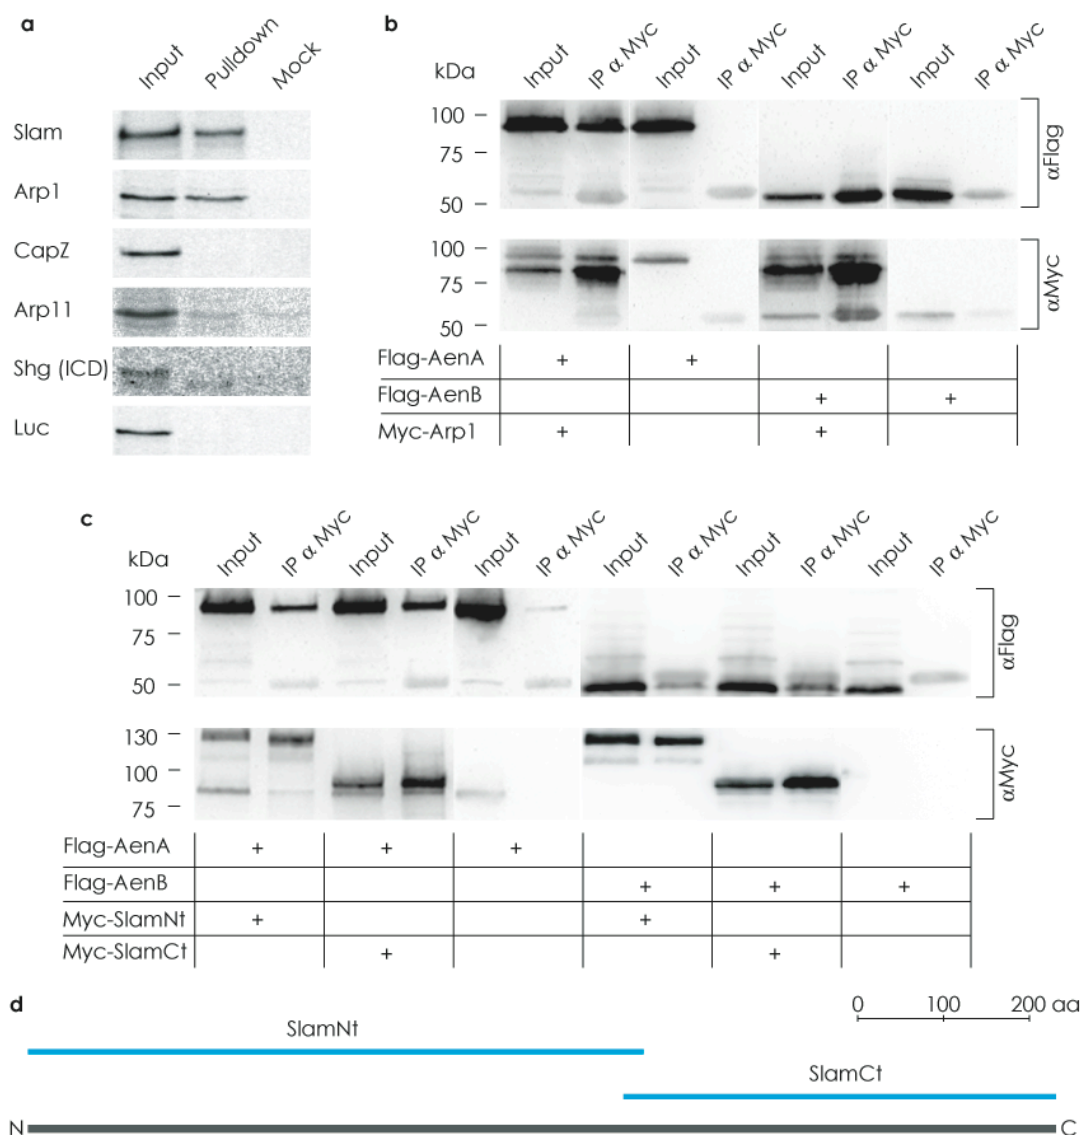 a
Input Pulldown Mock
Slam
Arp1
CapZ
Arp11
Shg (ICD)
Luc
b
kDa Input IP α Myc Input IP α Myc Input IP α Myc Input IP α Myc
100
75
50
αFlag
100
75
50
αMyc
Flag-AenA + +
Flag-AenB + +
Myc-Arp1 + +
c
kDa Input IP α Myc Input IP α Myc Input IP α Myc Input IP α Myc Input IP α Myc Input IP α Myc
100
75
50
αFlag
130
100
75
αMyc
Flag-AenA + + +
Flag-AenB + + +
Myc-SlamNt + +
Myc-SlamCt + +
d
0 100 200 aa
SlamNt
SlamCt
N C